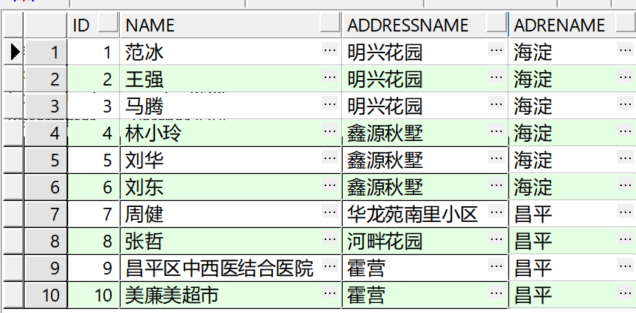 ID NAME ADDRESSNAME ADRENAME
1 1 范冰 … 明兴花园 … 海淀 …
2 2 王强 … 明兴花园 … 海淀 …
3 3 马腾 … 明兴花园 … 海淀 …
4 4 林小玲 … 鑫源秋墅 … 海淀 …
5 5 刘华 … 鑫源秋墅 … 海淀 …
6 6 刘东 … 鑫源秋墅 … 海淀 …
7 7 周健 … 华龙苑南里小区 … 昌平 …
8 8 张哲 … 河畔花园 … 昌平 …
9 9 昌平区中西医结合医院 … 霍营 … 昌平 …
10 10 美廉美超市 … 霍营 … 昌平 …